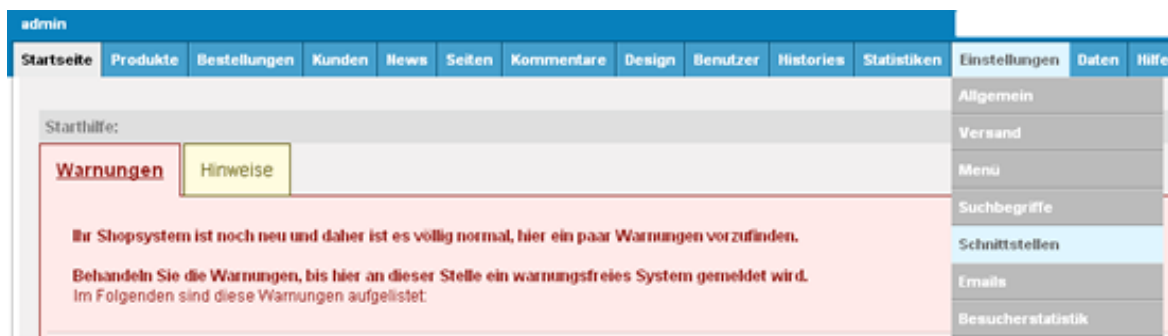 admin
Startseite Produkte Bestellungen Kunden News Seiten Kommentare Design Benutzer Histories Statistiken Einstellungen Daten Hilfe
Allgemein
Starthilfe:
Versand
Warnungen Hinweise
Menü
Suchbegriffe
Ihr Shopsystem ist noch neu und daher ist es völlig normal, hier ein paar Warnungen vorzufinden.
Schnittstellen
Behandeln Sie die Warnungen, bis hier an dieser Stelle ein warnungsfreies System gemeldet wird.
Emails
Im Folgenden sind diese Warnungen aufgelistet:
Besucherstatistik